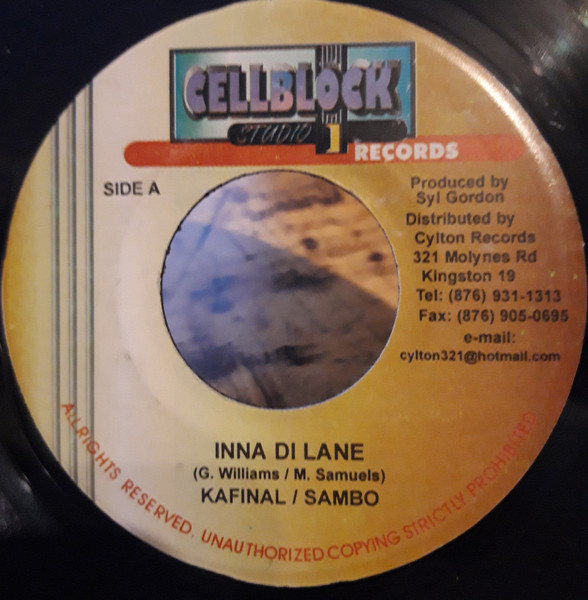 CELLBLOCK
STUDIO 1
RECORDS
SIDE A
Produced by
Syl Gordon
Distributed by
Cylton Records
321 Molynes Rd
Kingston 19
Tel: (876) 931-1313
Fax: (876) 905-0695
e-mail:
cylton321@hotmail.com
INNA DI LANE
(G. Williams / M. Samuels)
KAFINAL / SAMBO
ALL RIGHTS RESERVED. UNAUTHORIZED COPYING STRICTLY PROHIBITED